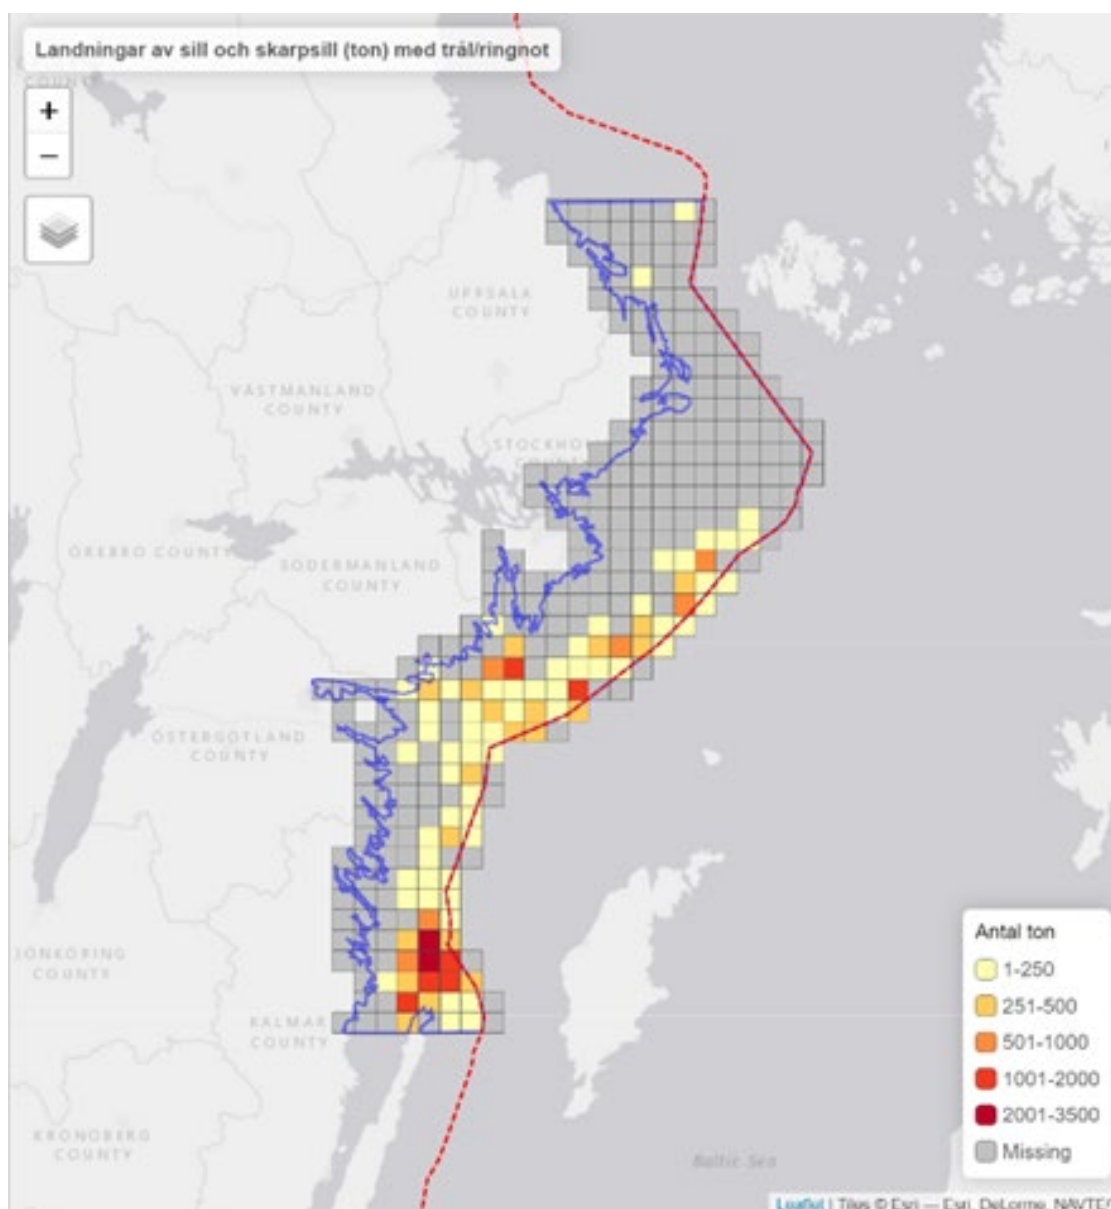 Landningar av sill och skarpsill (ton) med trål/ringnot
COUNTY
+
−
UPPSALA
COUNTY
VÄSTMANLAND
COUNTY
ÖREBRO COUNTY
SÖDERMANLAND
COUNTY
ÖSTERGÖTLAND
COUNTY
JÖNKÖPING
COUNTY
KALMAR
COUNTY
KRONOBERG
COUNTY
Baltic Sea
Antal ton
1-250
251-500
501-1000
1001-2000
2001-3500
Missing
Leaflet | Tiles © Esri — Esri, DeLorme, NAVTEQ